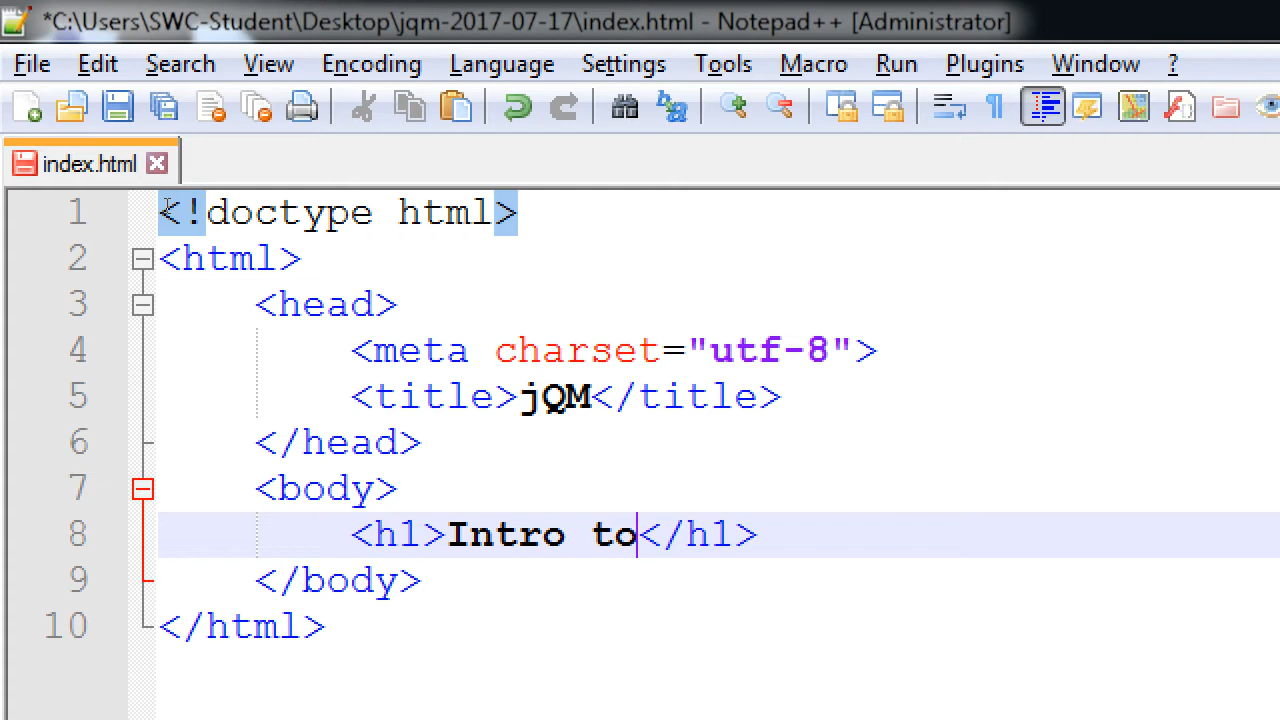 *C:\Users\SWC-Student\Desktop\jqm-2017-07-17\index.html - Notepad++ [Administrator]
File Edit Search View Encoding Language Settings Tools Macro Run Plugins Window ?
index.html
1 <!doctype html>
2 <html>
3 <head>
4 <meta charset="utf-8">
5 <title>jQM</title>
6 </head>
7 <body>
8 <h1>Intro to</h1>
9 </body>
10 </html>